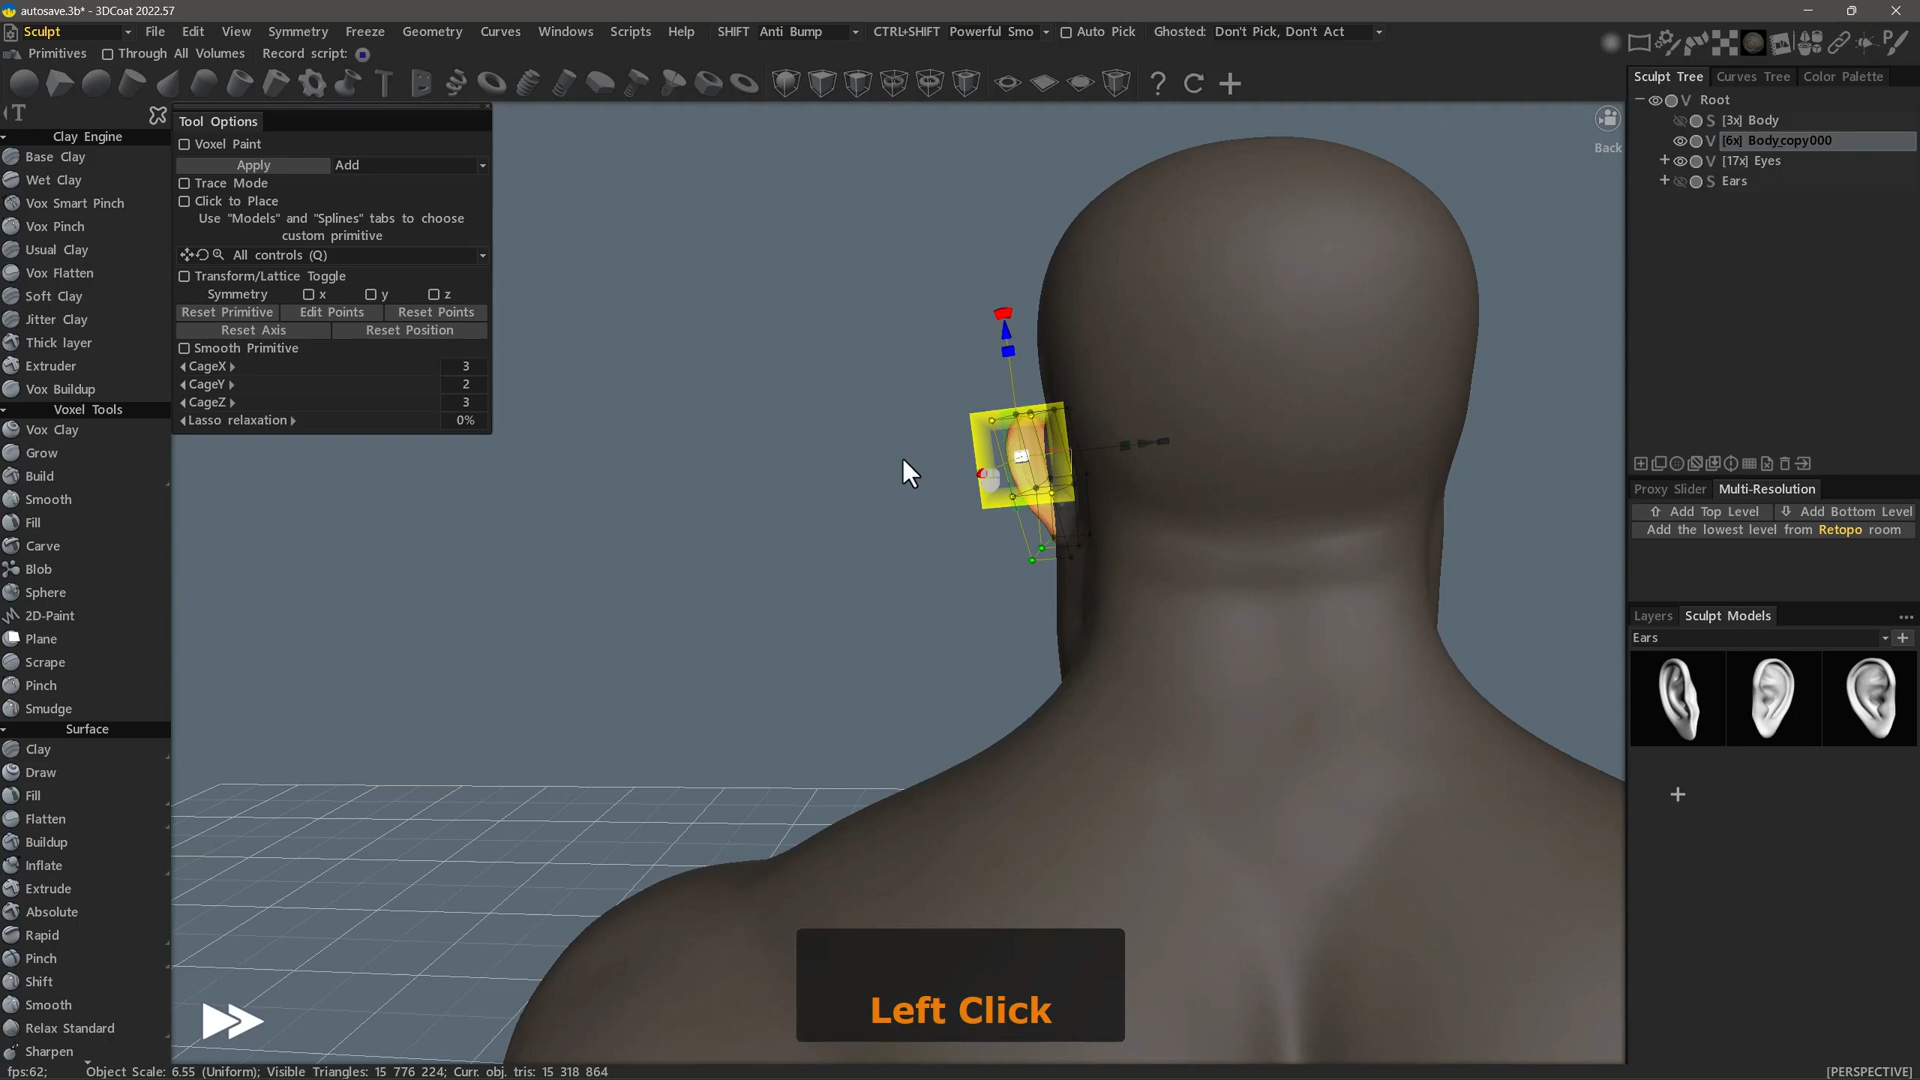 autosave.3b* - 3DCoat 2022.57
Sculpt File Edit View Symmetry Freeze Geometry Curves Windows Scripts Help SHIFT Anti Bump CTRL+SHIFT Powerful Smo Auto Pick Ghosted: Don't Pick, Don't Act
Primitives Through All Volumes Record script:
Clay Engine
Base Clay
Wet Clay
Vox Smart Pinch
Vox Pinch
Usual Clay
Vox Flatten
Soft Clay
Jitter Clay
Thick layer
Extruder
Vox Buildup
Voxel Tools
Vox Clay
Grow
Build
Smooth
Fill
Carve
Blob
Sphere
2D-Paint
Plane
Scrape
Pinch
Smudge
Surface
Clay
Draw
Fill
Flatten
Buildup
Inflate
Extrude
Absolute
Rapid
Pinch
Shift
Smooth
Relax Standard
Sharpen
Tool Options
Voxel Paint
Apply Add
Trace Mode
Click to Place
Use "Models" and "Splines" tabs to choose
custom primitive
All controls (Q)
Transform/Lattice Toggle
Symmetry x y z
Reset Primitive Edit Points Reset Points
Reset Axis Reset Position
Smooth Primitive
CageX 3
CageY 2
CageZ 3
Lasso relaxation 0%
Back
Left Click
Sculpt Tree Curves Tree Color Palette
V Root
S [3x] Body
V [6x] Body_copy000
V [17x] Eyes
S Ears
Proxy Slider Multi-Resolution
Add Top Level Add Bottom Level
Add the lowest level from Retopo room
Layers Sculpt Models
Ears
fps:62; Object Scale: 6.55 (Uniform); Visible Triangles: 15 776 224; Curr. obj. tris: 15 318 864 [PERSPECTIVE]